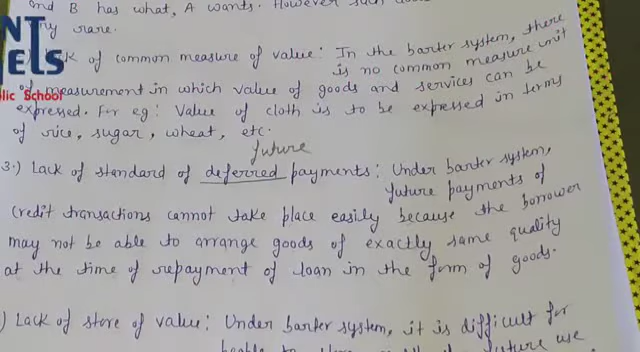 and B has what, A wants. However such
rare.
of common measure of value: In the barter system, there
is no common measure unit
of measurement in which value of goods and services can be
expressed. For eg: Value of cloth is to be expressed in terms
of rice, sugar, wheat, etc.
future
3.) Lack of standard of deferred payments: Under barter system,
future payments of
credit transactions cannot take place easily because the borrower
may not be able to arrange goods of exactly same quality
at the time of repayment of loan in the form of goods.
) Lack of store of value: Under barter system, it is difficult for
future use
NT
ELS
lic School